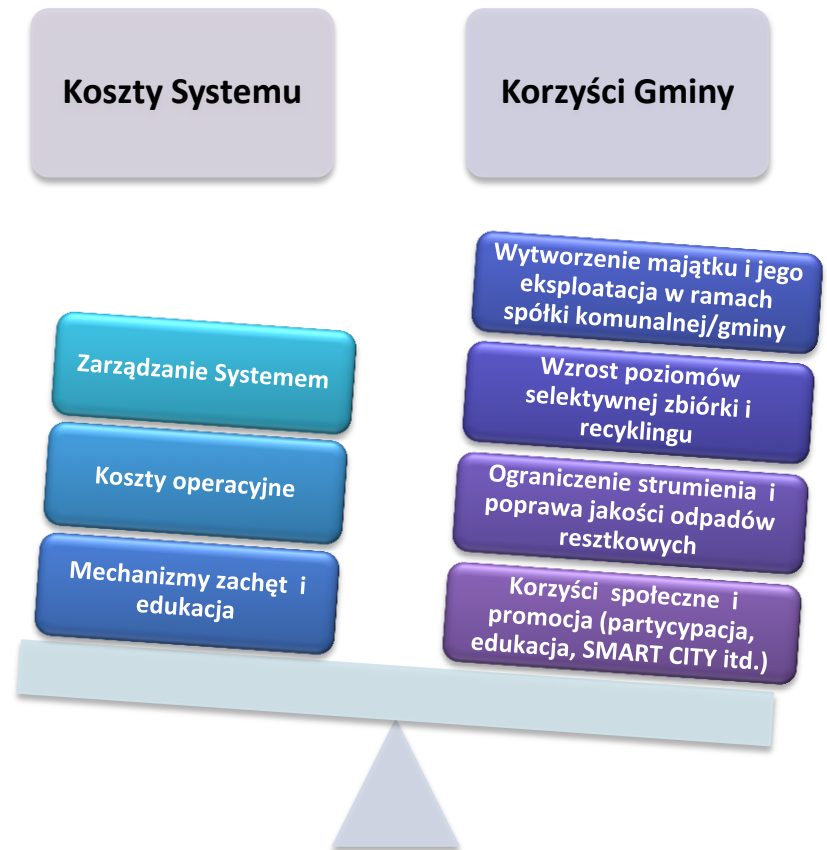 Koszty Systemu
Korzyści Gminy
Zarządzanie Systemem
Koszty operacyjne
Mechanizmy zachęt i
edukacja
Wytworzenie majątku i jego
eksploatacja w ramach
spółki komunalnej/gminy
Wzrost poziomów
selektywnej zbiórki i
recyklingu
Ograniczenie strumienia i
poprawa jakości odpadów
resztkowych
Korzyści społeczne i
promocja (partycypacja,
edukacja, SMART CITY itd.)